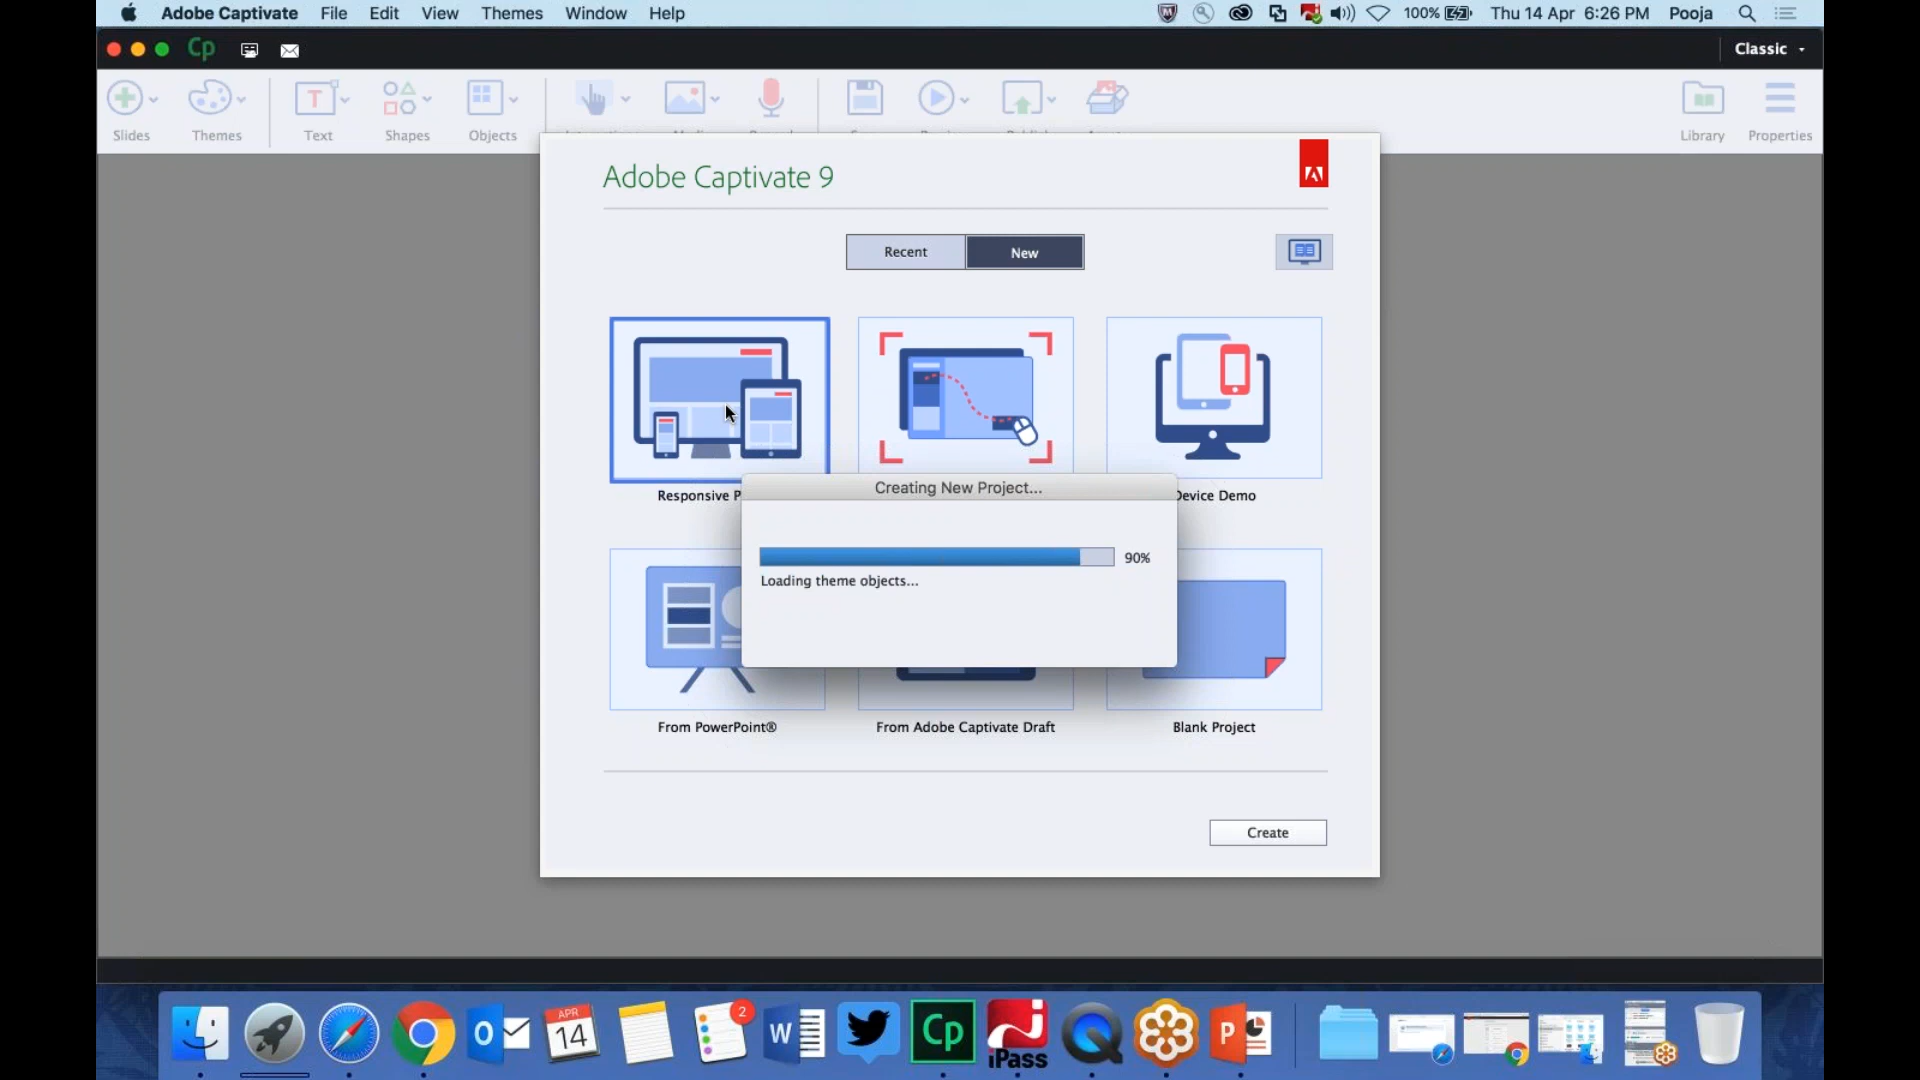 Adobe Captivate File Edit View Themes Window Help 100% Thu 14 Apr 6:26 PM Pooja
Cp Classic
Slides Themes Text Shapes Objects Library Properties
Adobe Captivate 9
Recent New
Responsive P Device Demo
Creating New Project...
90%
Loading theme objects...
From PowerPoint® From Adobe Captivate Draft Blank Project
Create
APR
14
2
O
W
Cp
iPass
P